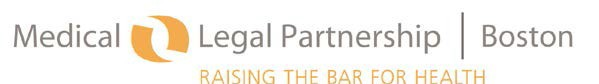 Medical Legal Partnership | Boston
RAISING THE BAR FOR HEALTH